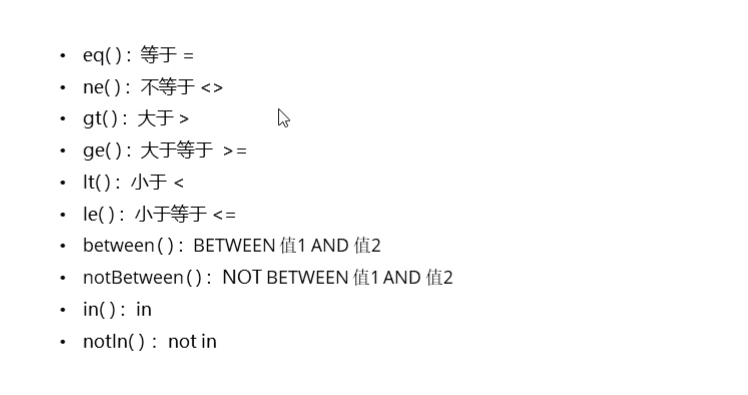 • eq( )：等于 =
• ne( )：不等于 <>
• gt( )：大于 >
• ge( )：大于等于 >=
• lt( )：小于 <
• le( )：小于等于 <=
• between( )：BETWEEN 值1 AND 值2
• notBetween( )：NOT BETWEEN 值1 AND 值2
• in( )：in
• notIn( )：not in